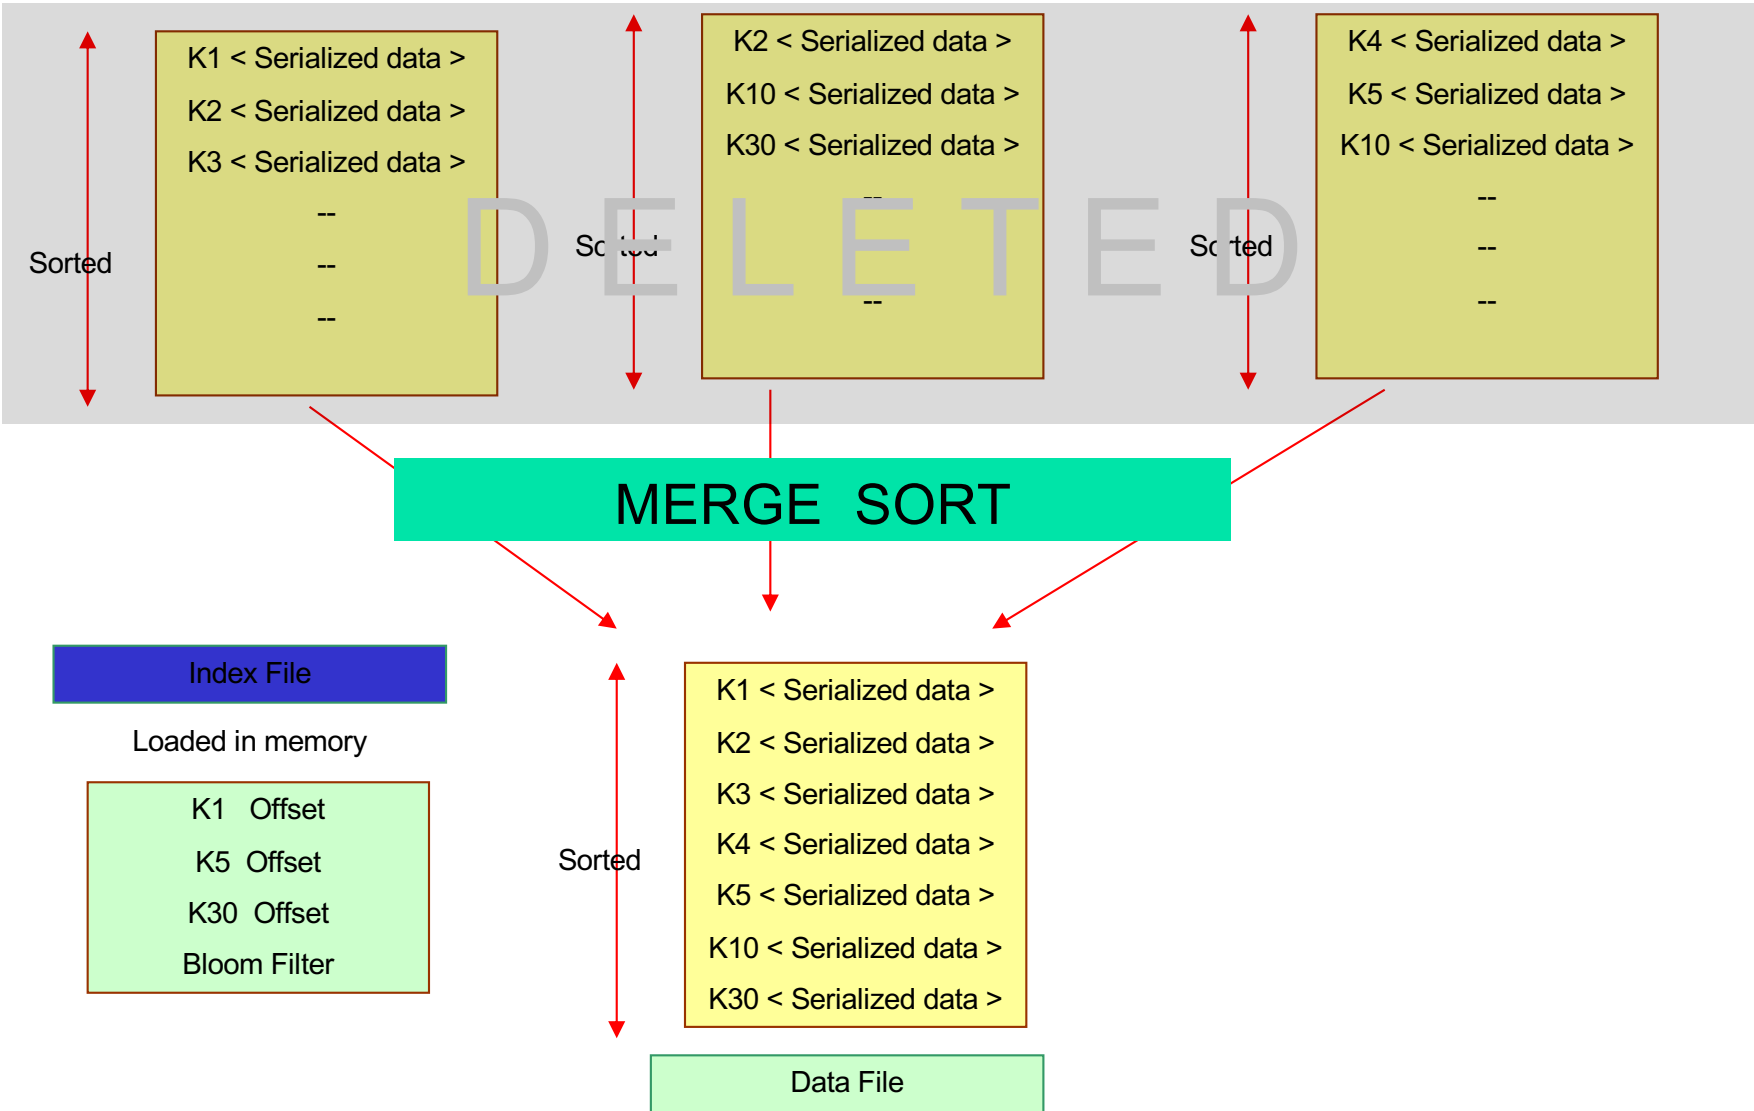 K1 < Serialized data >
K2 < Serialized data >
K3 < Serialized data >
--
--
--
Sorted
K2 < Serialized data >
K10 < Serialized data >
K30 < Serialized data >
--
--
Sorted
K4 < Serialized data >
K5 < Serialized data >
K10 < Serialized data >
--
--
--
Sorted
D E L E T E D
MERGE SORT
Index File
Loaded in memory
K1 Offset
K5 Offset
K30 Offset
Bloom Filter
Sorted
K1 < Serialized data >
K2 < Serialized data >
K3 < Serialized data >
K4 < Serialized data >
K5 < Serialized data >
K10 < Serialized data >
K30 < Serialized data >
Data File